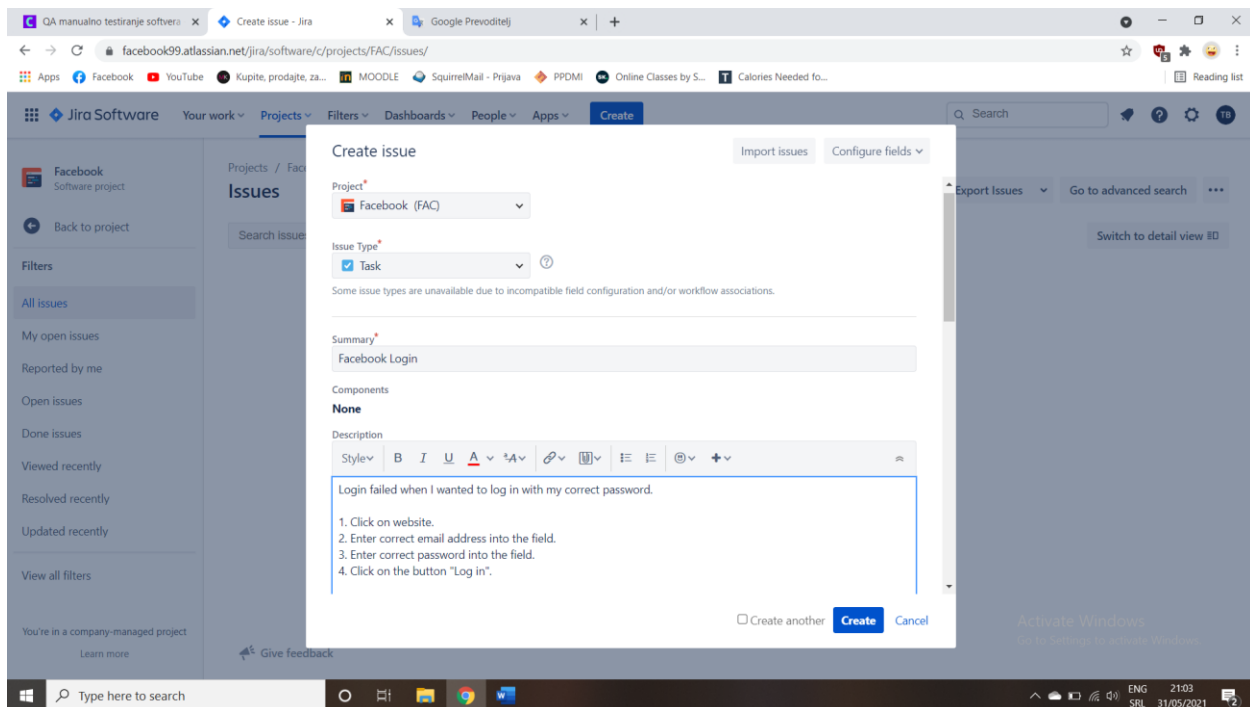 QA manualno testiranje softvera
Create issue - Jira
Google Prevoditelj
facebook99.atlassian.net/jira/software/c/projects/FAC/issues/
Apps Facebook YouTube Kupite, prodajte, za... MOODLE SquirrelMail - Prijava PPDMI Online Classes by S... Calories Needed fo... Reading list
Jira Software Your work Projects Filters Dashboards People Apps Create Search TB
Facebook
Software project
Back to project
Filters
All issues
My open issues
Reported by me
Open issues
Done issues
Viewed recently
Resolved recently
Updated recently
View all filters
You're in a company-managed project
Learn more
Projects / Face
Issues
Search issue
Export Issues Go to advanced search
Switch to detail view
Give feedback
Create issue Import issues Configure fields
Project*
Facebook (FAC)
Issue Type*
Task
Some issue types are unavailable due to incompatible field configuration and/or workflow associations.
Summary*
Facebook Login
Components
None
Description
Style B I U A A
Login failed when I wanted to log in with my correct password.
1. Click on website.
2. Enter correct email address into the field.
3. Enter correct password into the field.
4. Click on the button "Log in".
Create another Create Cancel
Activate Windows
Go to Settings to activate Windows.
Type here to search
ENG 21:03
SRL 31/05/2021
2